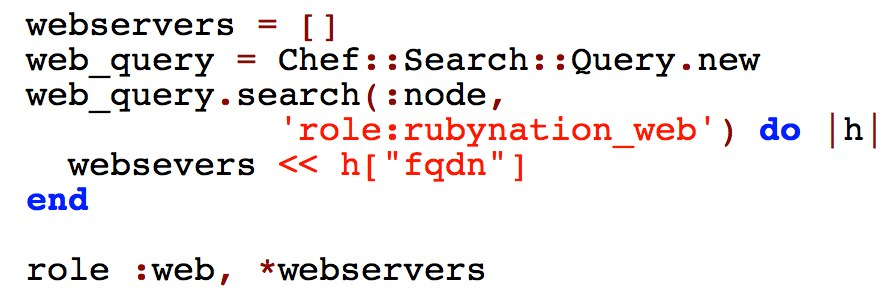 webservers = []
web_query = Chef::Search::Query.new
web_query.search(:node,
'role:rubynation_web') do |h|
websevers << h["fqdn"]
end
role :web, *webservers